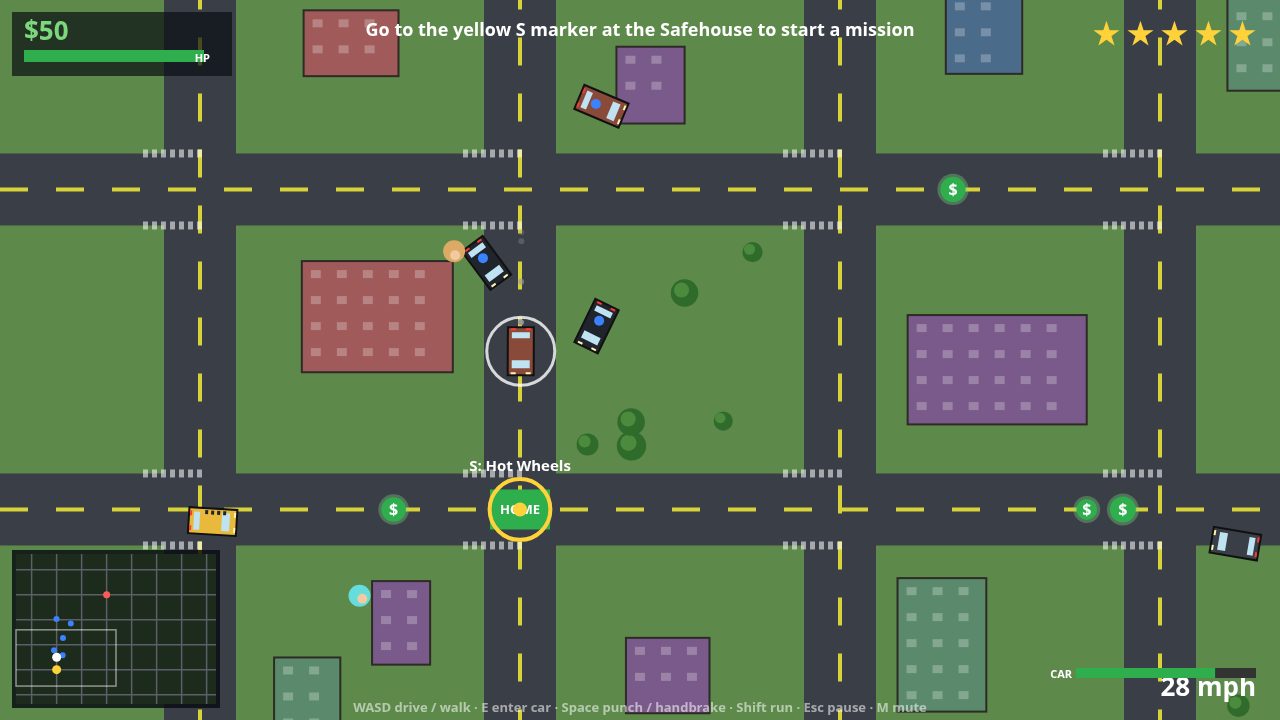 $50
HP
Go to the yellow S marker at the Safehouse to start a mission
$
S: Hot Wheels
$
HOME
$
$
CAR
28 mph
WASD drive / walk · E enter car · Space punch / handbrake · Shift run · Esc pause · M mute